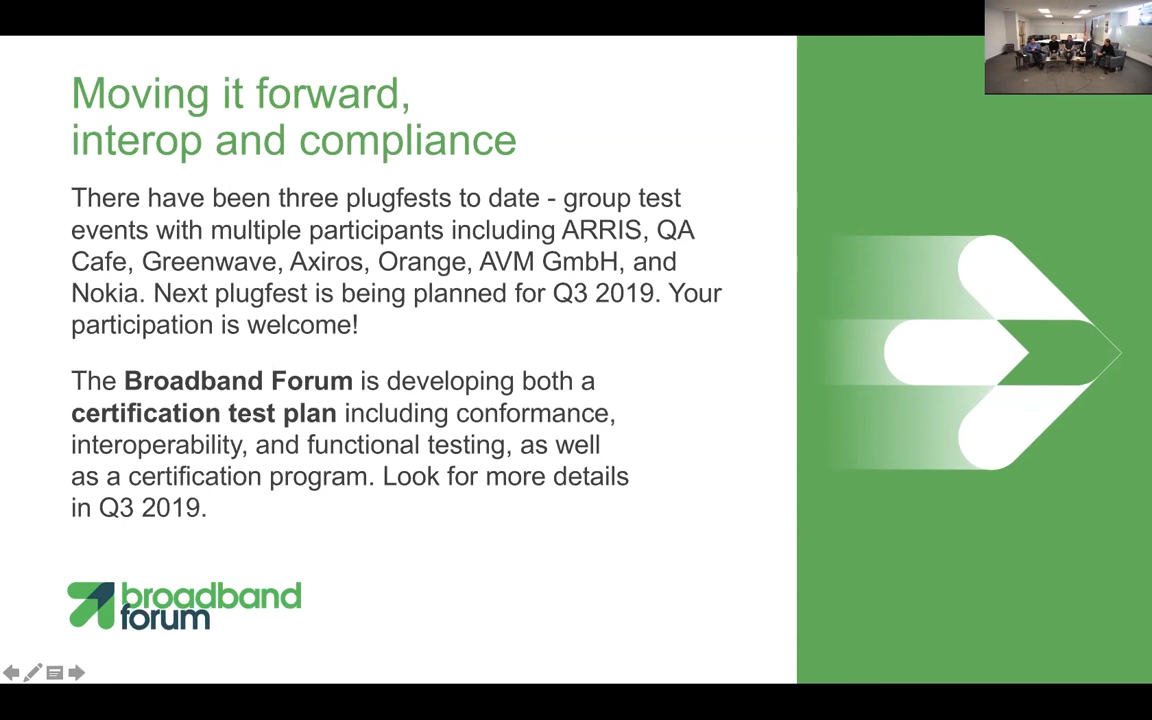 Moving it forward,
interop and compliance
There have been three plugfests to date - group test
events with multiple participants including ARRIS, QA
Cafe, Greenwave, Axiros, Orange, AVM GmbH, and
Nokia. Next plugfest is being planned for Q3 2019. Your
participation is welcome!
The Broadband Forum is developing both a
certification test plan including conformance,
interoperability, and functional testing, as well
as a certification program. Look for more details
in Q3 2019.
broadband
forum